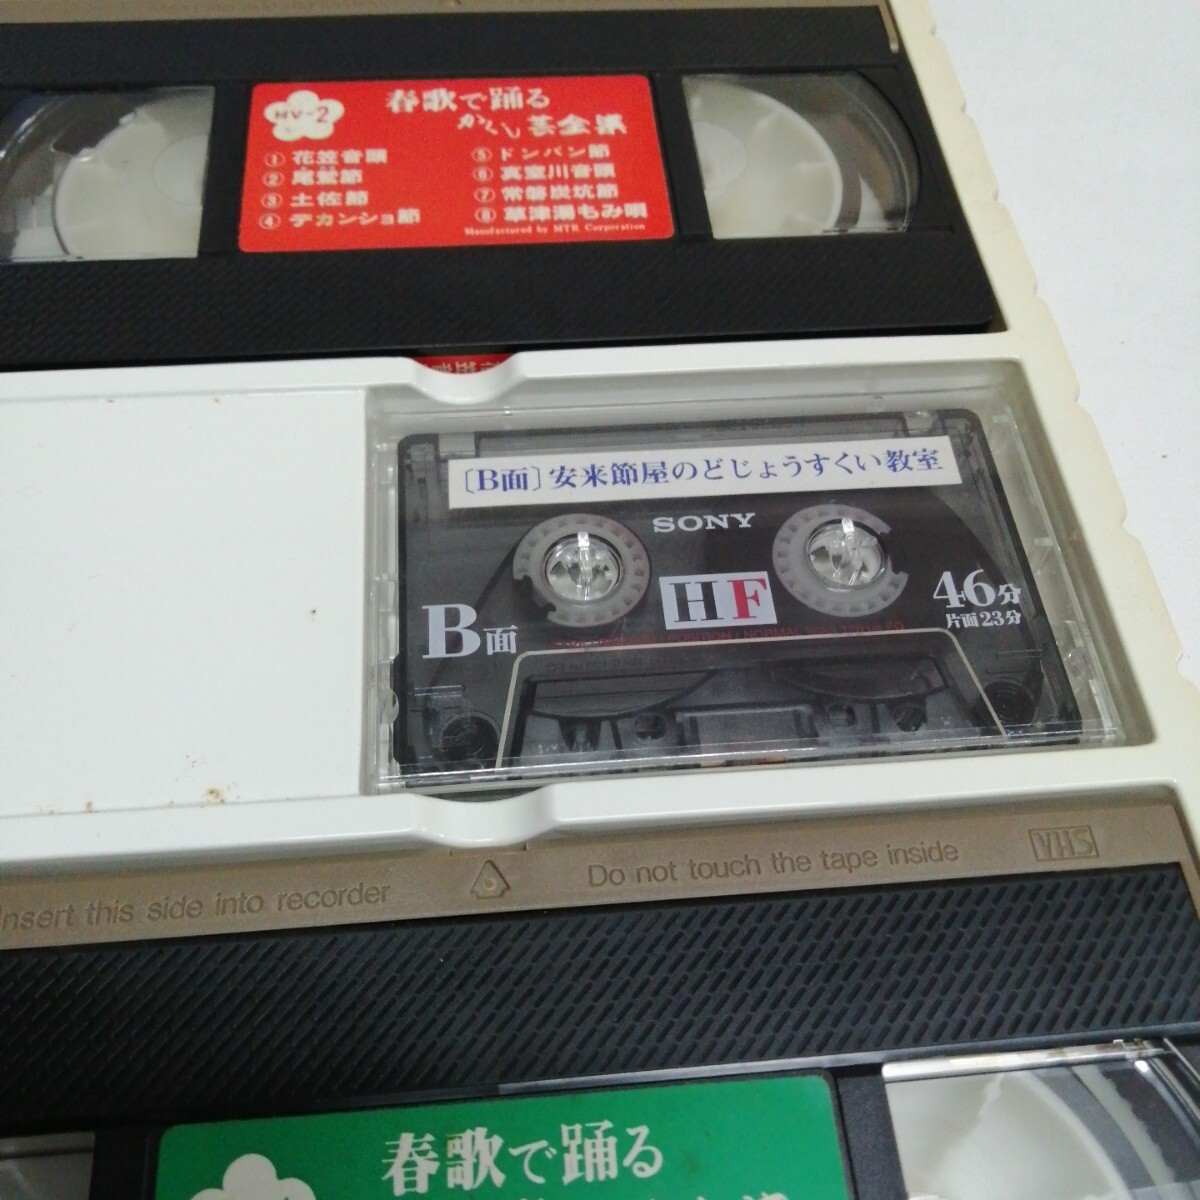 NV-2
春歌で踊る
かくし芸全集
① 花笠音頭
② 尾鷲節
③ 土佐節
④ デカンショ節
⑤ ドンパン節
⑥ 真室川音頭
⑦ 常磐炭坑節
⑧ 草津湯もみ唄
Manufactured by MTR Corporation
〔B面〕安来節屋のどじょうすくい教室
SONY
HF
B面
46分
片面23分
Insert this side into recorder
Do not touch the tape inside
VHS
春歌で踊る